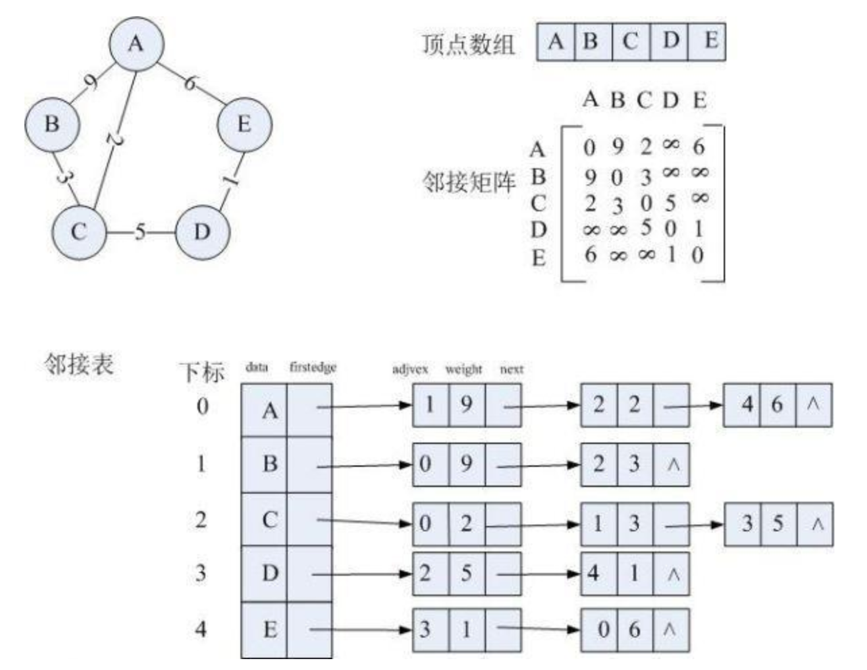 A
9
6
B
E
2
3
1
C
5
D
顶点数组 A B C D E
A B C D E
邻接矩阵
A 0 9 2 ∞ 6
B 9 0 3 ∞ ∞
C 2 3 0 5 ∞
D ∞ ∞ 5 0 1
E 6 ∞ ∞ 1 0
邻接表
下标 data firstedge adjvex weight next
0 A 1 9 2 2 4 6 ^
1 B 0 9 2 3 ^
2 C 0 2 1 3 3 5 ^
3 D 2 5 4 1 ^
4 E 3 1 0 6 ^